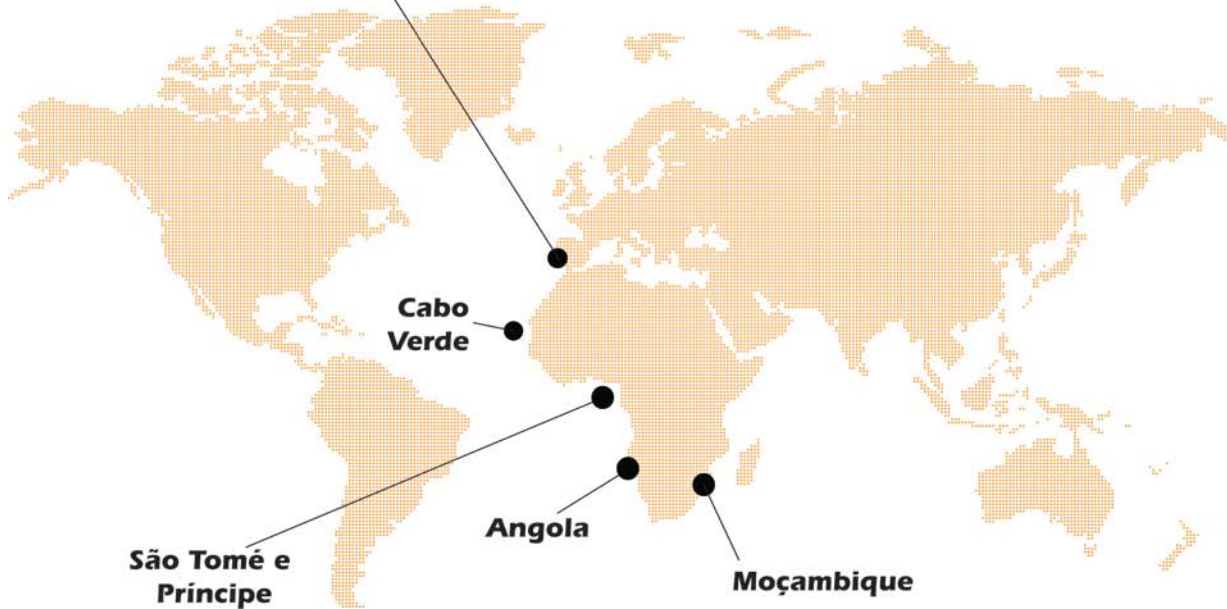 Cabo
Verde
Angola
São Tomé e
Príncipe
Moçambique